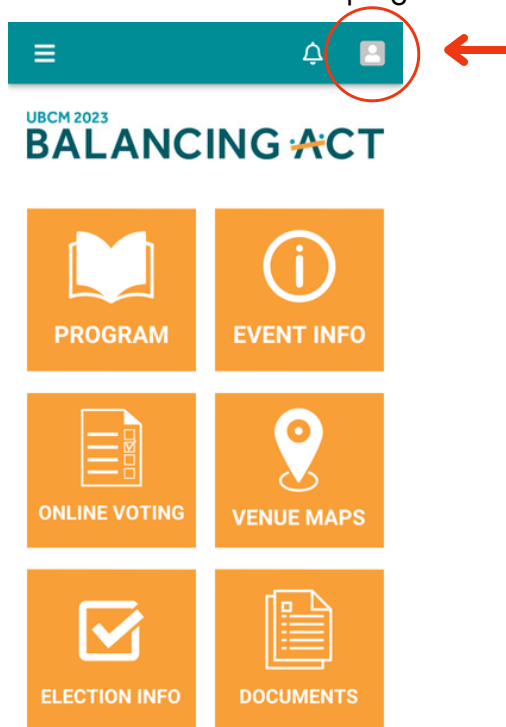 UBCM 2023
BALANCING ACT
PROGRAM
EVENT INFO
ONLINE VOTING
VENUE MAPS
ELECTION INFO
DOCUMENTS